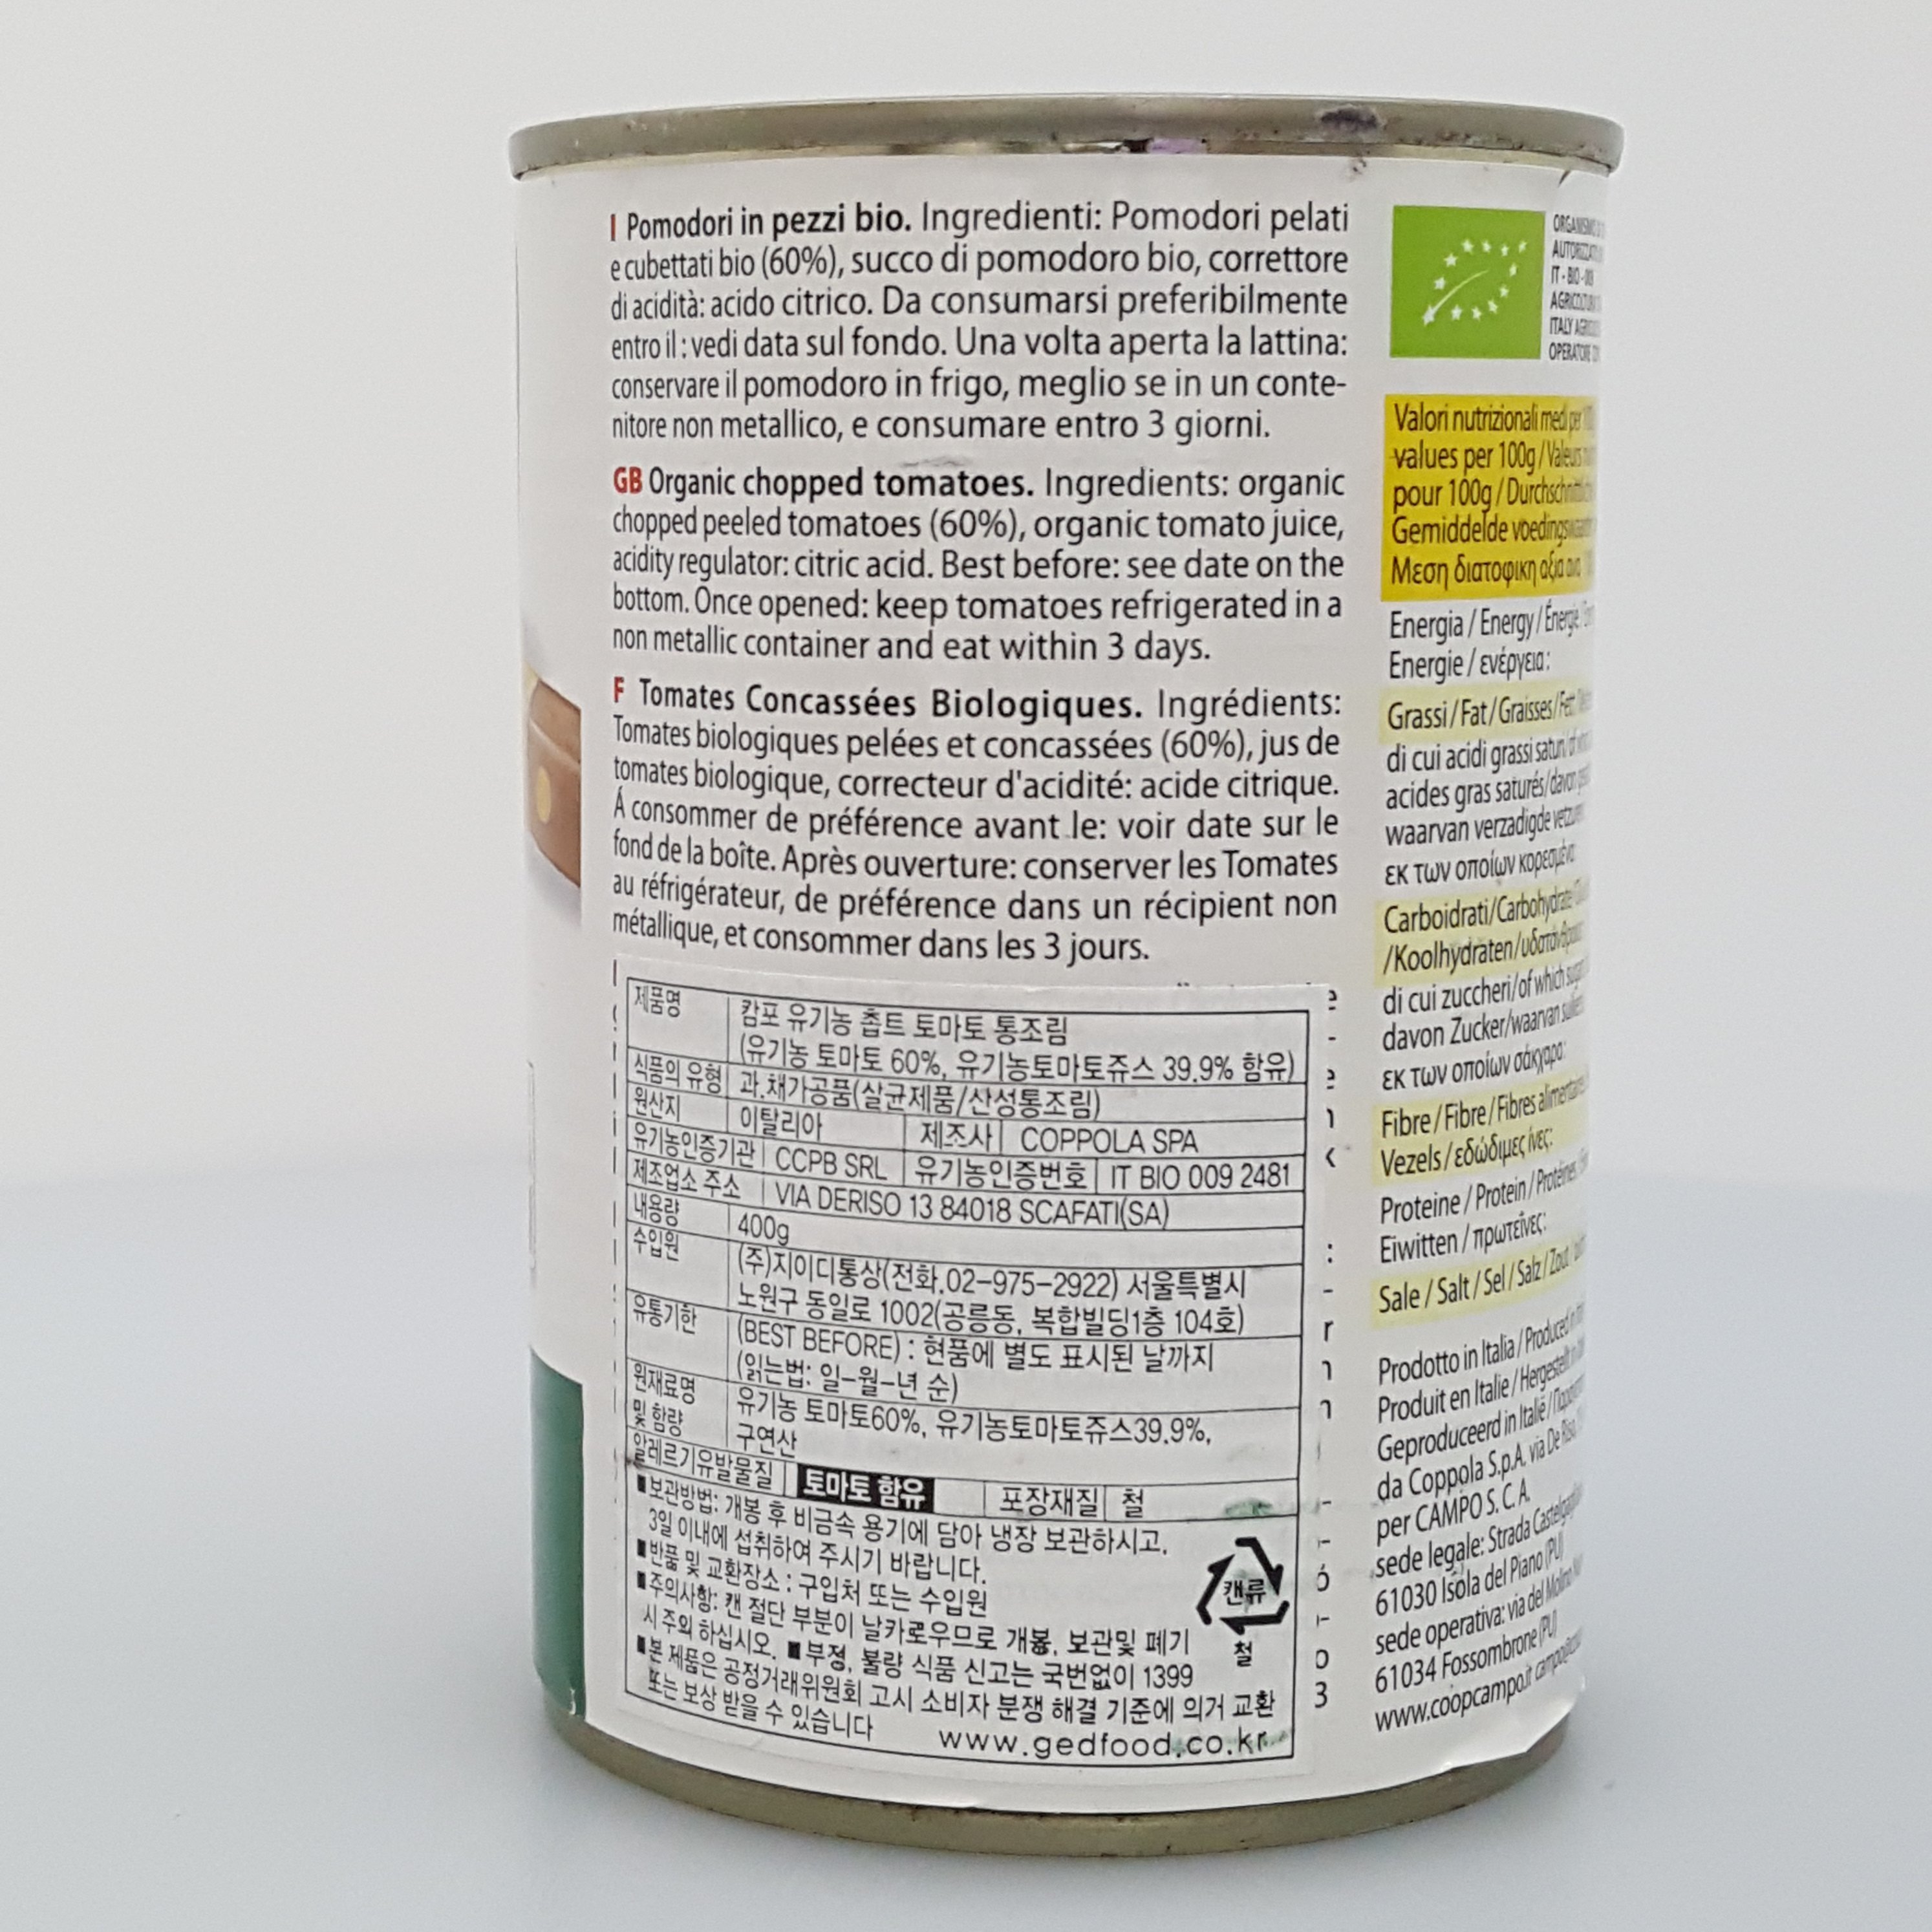 I Pomodori in pezzi bio. Ingredienti: Pomodori pelati
e cubettati bio (60%), succo di pomodoro bio, correttore
di acidità: acido citrico. Da consumarsi preferibilmente
entro il : vedi data sul fondo. Una volta aperta la lattina:
conservare il pomodoro in frigo, meglio se in un conte-
nitore non metallico, e consumare entro 3 giorni.
GB Organic chopped tomatoes. Ingredients: organic
chopped peeled tomatoes (60%), organic tomato juice,
acidity regulator: citric acid. Best before: see date on the
bottom. Once opened: keep tomatoes refrigerated in a
non metallic container and eat within 3 days.
F Tomates Concassées Biologiques. Ingrédients:
Tomates biologiques pelées et concassées (60%), jus de
tomates biologique, correcteur d'acidité: acide citrique.
Á consommer de préférence avant le: voir date sur le
fond de la boîte. Après ouverture: conserver les Tomates
au réfrigérateur, de préférence dans un récipient non
métallique, et consommer dans les 3 jours.
제품명 캄포 유기농 춉트 토마토 통조림
(유기농 토마토 60%, 유기농토마토쥬스 39.9% 함유)
식품의 유형 과.채가공품(살균제품/산성통조림)
원산지 이탈리아 제조사 COPPOLA SPA
유기농인증기관 CCPB SRL 유기농인증번호 IT BIO 009 2481
제조업소 주소 VIA DERISO 13 84018 SCAFATI(SA)
내용량 400g
수입원 (주)지이디통상(전화.02-975-2922) 서울특별시
노원구 동일로 1002(공릉동, 복합빌딩1층 104호)
유통기한 (BEST BEFORE) : 현품에 별도 표시된 날까지
(읽는법: 일-월-년 순)
원재료명 유기농 토마토60%, 유기농토마토쥬스39.9%,
및 함량 구연산
알레르기유발물질 토마토 함유 포장재질 철
■보관방법: 개봉 후 비금속 용기에 담아 냉장 보관하시고,
3일 이내에 섭취하여 주시기 바랍니다.
■반품 및 교환장소 : 구입처 또는 수입원
■주의사항: 캔 절단 부분이 날카로우므로 개봉, 보관및 폐기
시 주의 하십시오. ■부정, 불량 식품 신고는 국번없이 1399
■본 제품은 공정거래위원회 고시 소비자 분쟁 해결 기준에 의거 교환
또는 보상 받을 수 있습니다
www.gedfood.co.kr
캔류
철
IT - BIO -
Valori nutrizionali medi per
values per 100g / Valeurs
pour 100g /
Gemiddelde
Μεση διατοφικη αξια ανα
Energia / Energy / Énergie
Energie / ενέργεια :
Grassi / Fat / Graisses / Fett
di cui acidi grassi saturi
acides gras saturés/davon
waarvan verzadigde
εκ των οποίων κορεσμένα
Carboidrati/Carbohydrate
/Koolhydraten/
di cui zuccheri/of which
davon Zucker/waarvan
εκ των οποίων σάκχαρα:
Fibre / Fibre / Fibres
Vezels / εδώδιμες ίνες:
Proteine / Protein / Protéines
Eiwitten / πρωτεΐνες:
Sale / Salt / Sel / Salz / Zout
Prodotto in Italia / Produced
Produit en Italie / Hergestellt
Geproduceerd in Italië
da Coppola S.p.A. via De
per CAMPO S. C. A.
sede legale: Strada
61030 Isola del Piano (PU)
sede operativa: via del Molino
61034 Fossombrone (PU)
www.coopcampo.it